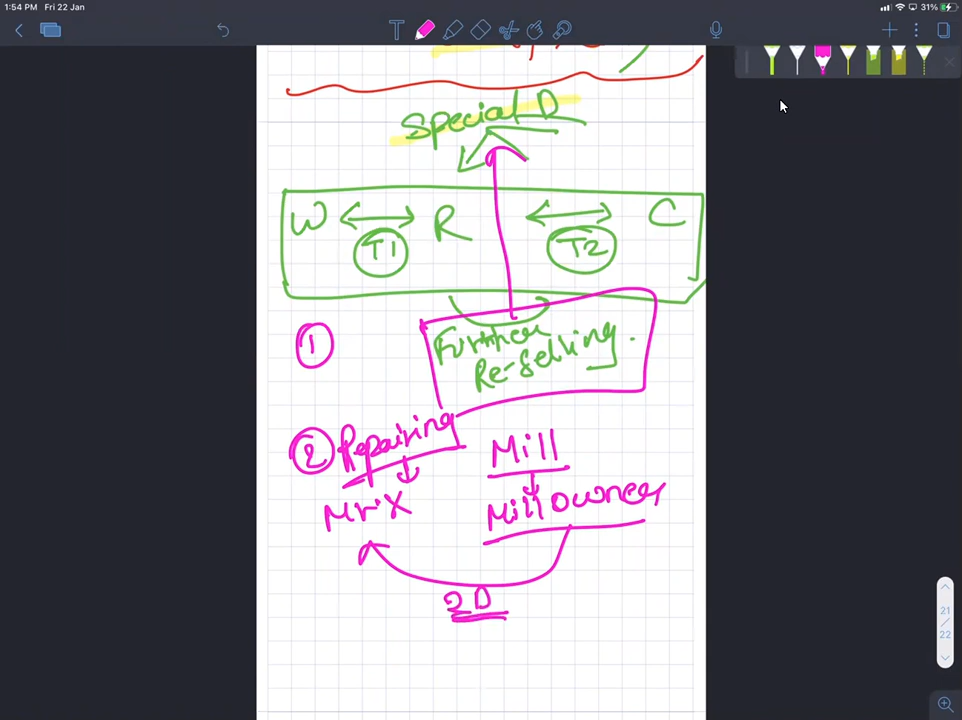 1:54 PM Fri 22 Jan
31%
T
Special D
W R C
T1 T2
1
Further
Re-selling.
2 Repairing Mill
Mr. X Mill owner
2D
21
/
22